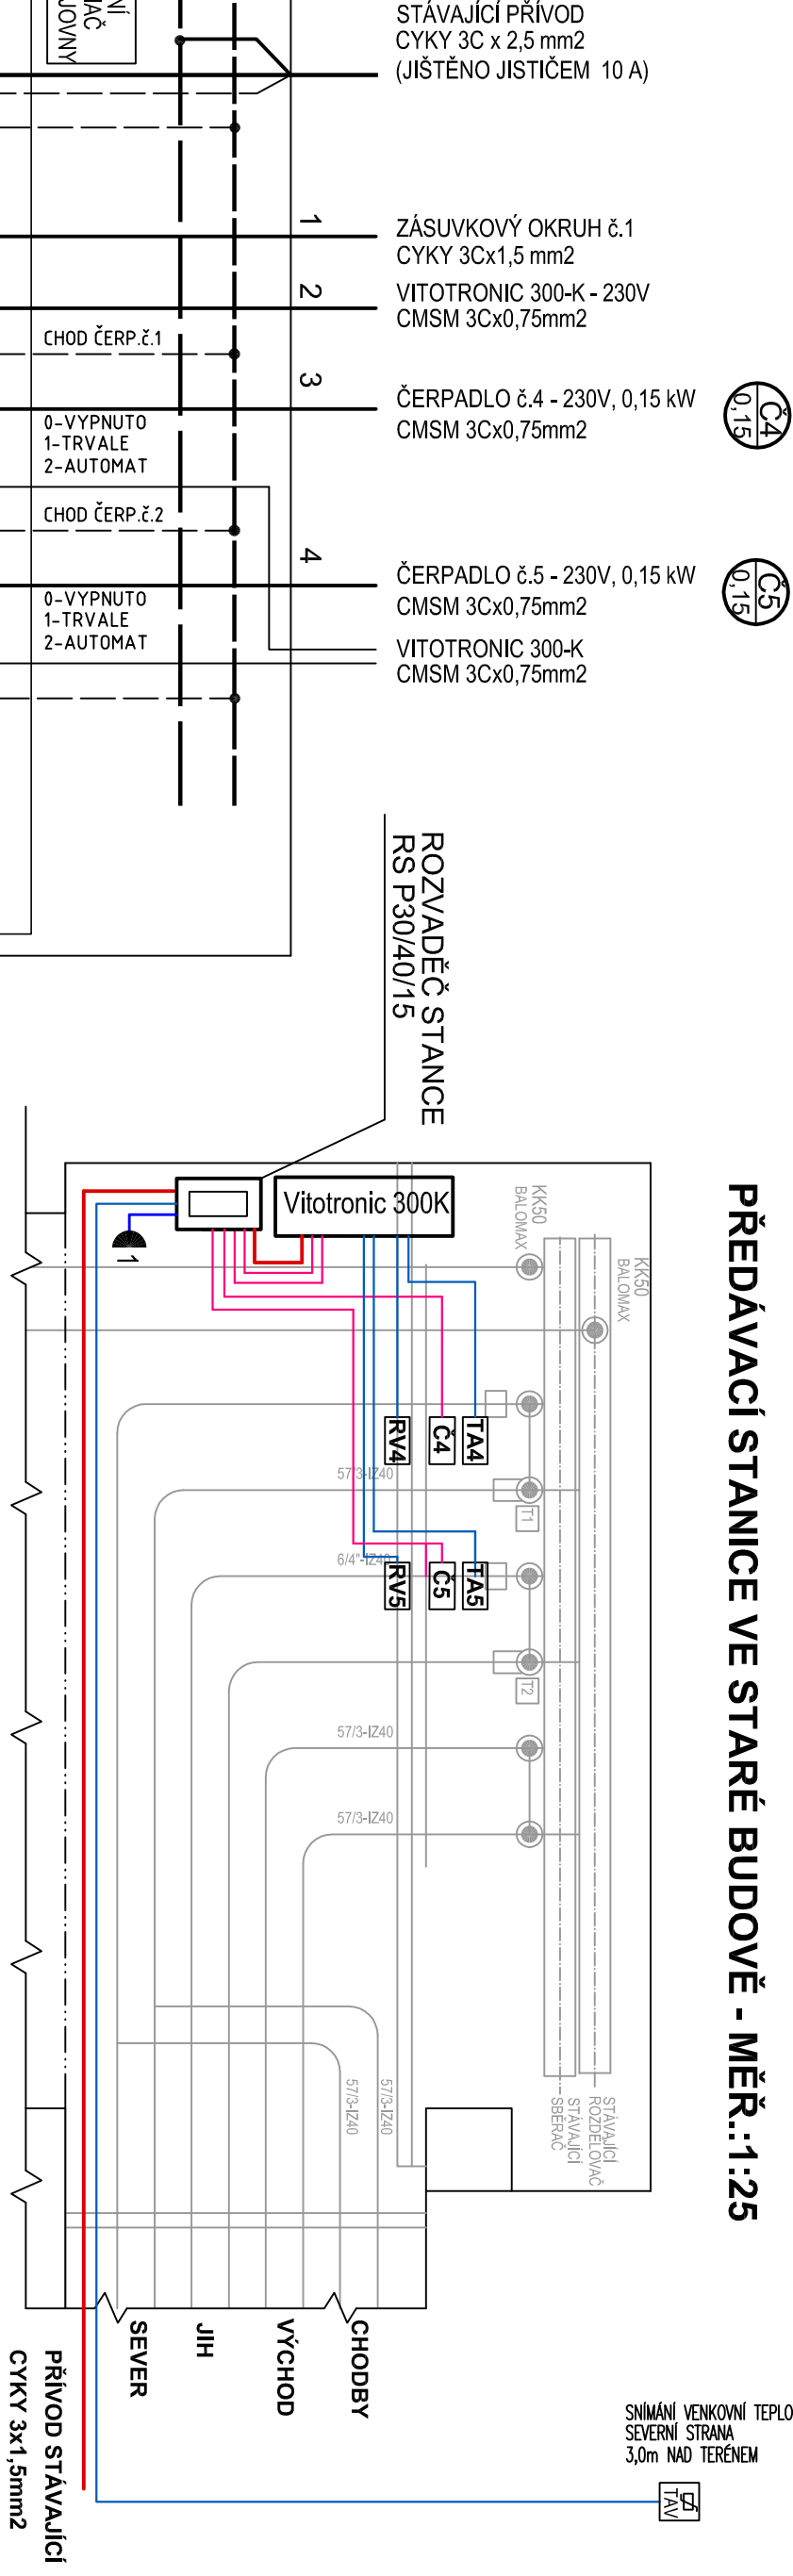 NÍ
AČ
JOVNY
STÁVAJÍCÍ PŘÍVOD
CYKY 3C x 2,5 mm2
(JIŠTĚNO JISTIČEM 10 A)
1
ZÁSUVKOVÝ OKRUH č.1
CYKY 3Cx1,5 mm2
2
VITOTRONIC 300-K - 230V
CMSM 3Cx0,75mm2
CHOD ČERP.č.1
3
ČERPADLO č.4 - 230V, 0,15 kW
CMSM 3Cx0,75mm2
Č4
0,15
0-VYPNUTO
1-TRVALE
2-AUTOMAT
CHOD ČERP.č.2
4
ČERPADLO č.5 - 230V, 0,15 kW
CMSM 3Cx0,75mm2
Č5
0,15
0-VYPNUTO
1-TRVALE
2-AUTOMAT
VITOTRONIC 300-K
CMSM 3Cx0,75mm2
ROZVADĚČ STANCE
RS P30/40/15
PŘEDÁVACÍ STANICE VE STARÉ BUDOVĚ - MĚŘ.:1:25
Vitotronic 300K
1
KK50
BALOMAX
KK50
BALOMAX
RV4
Č4
TA4
57/3-IZ40
T1
6/4"-IZ40
RV5
Č5
TA5
T2
57/3-IZ40
57/3-IZ40
57/3-IZ40
57/3-IZ40
STÁVAJÍCÍ
ROZDĚLOVAČ
STÁVAJÍCÍ
SBĚRAČ
SEVER
JIH
VÝCHOD
CHODBY
PŘÍVOD STÁVAJÍCÍ
CYKY 3x1,5mm2
SNÍMÁNÍ VENKOVNÍ TEPLO
SEVERNÍ STRANA
3,0m NAD TERÉNEM
TAV